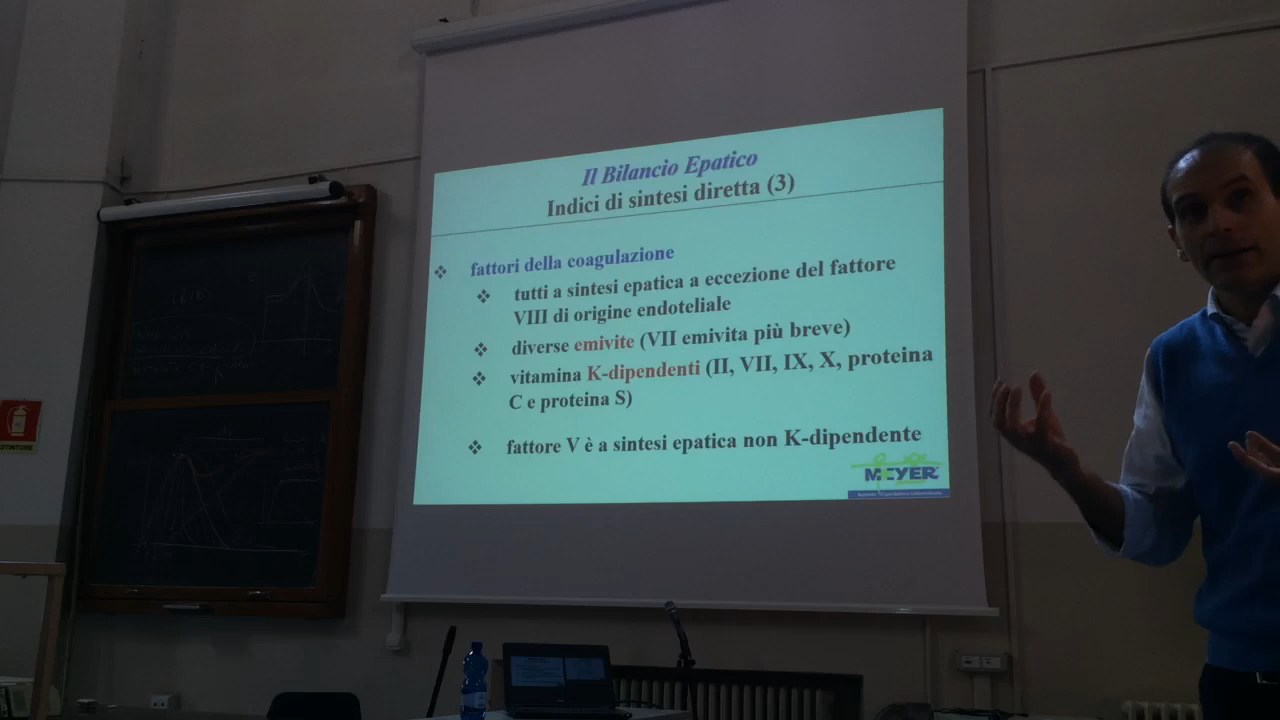 Il Bilancio Epatico
Indici di sintesi diretta (3)
fattori della coagulazione
tutti a sintesi epatica a eccezione del fattore
VIII di origine endoteliale
diverse emivite (VII emivita più breve)
vitamina K-dipendenti (II, VII, IX, X, proteina
C e proteina S)
fattore V è a sintesi epatica non K-dipendente
MEYER